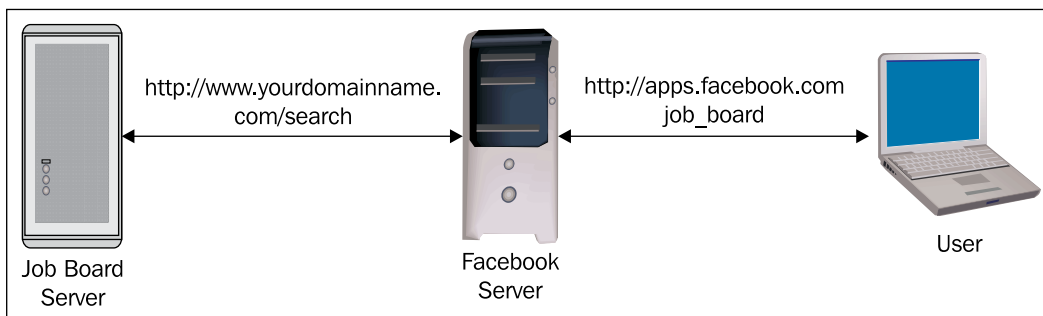 http://www.yourdomainname.
com/search
http://apps.facebook.com
job_board
Job Board
Server
Facebook
Server
User